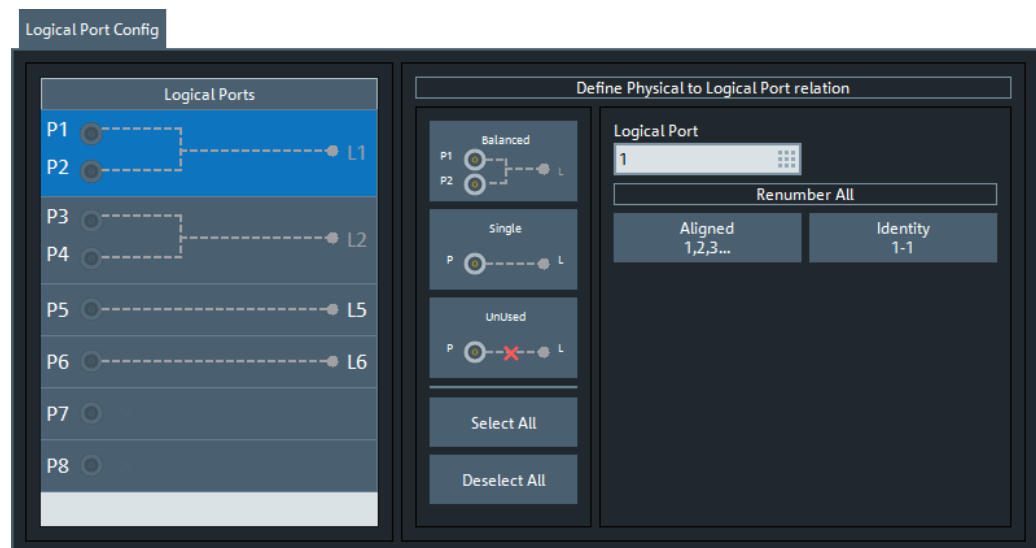 Logical Port Config
Logical Ports
P1
P2
L1
P3
P4
L2
P5
L5
P6
L6
P7
P8
Define Physical to Logical Port relation
Balanced
P1
P2
L
Single
P
L
UnUsed
P
L
Select All
Deselect All
Logical Port
1
Renumber All
Aligned
1,2,3...
Identity
1-1